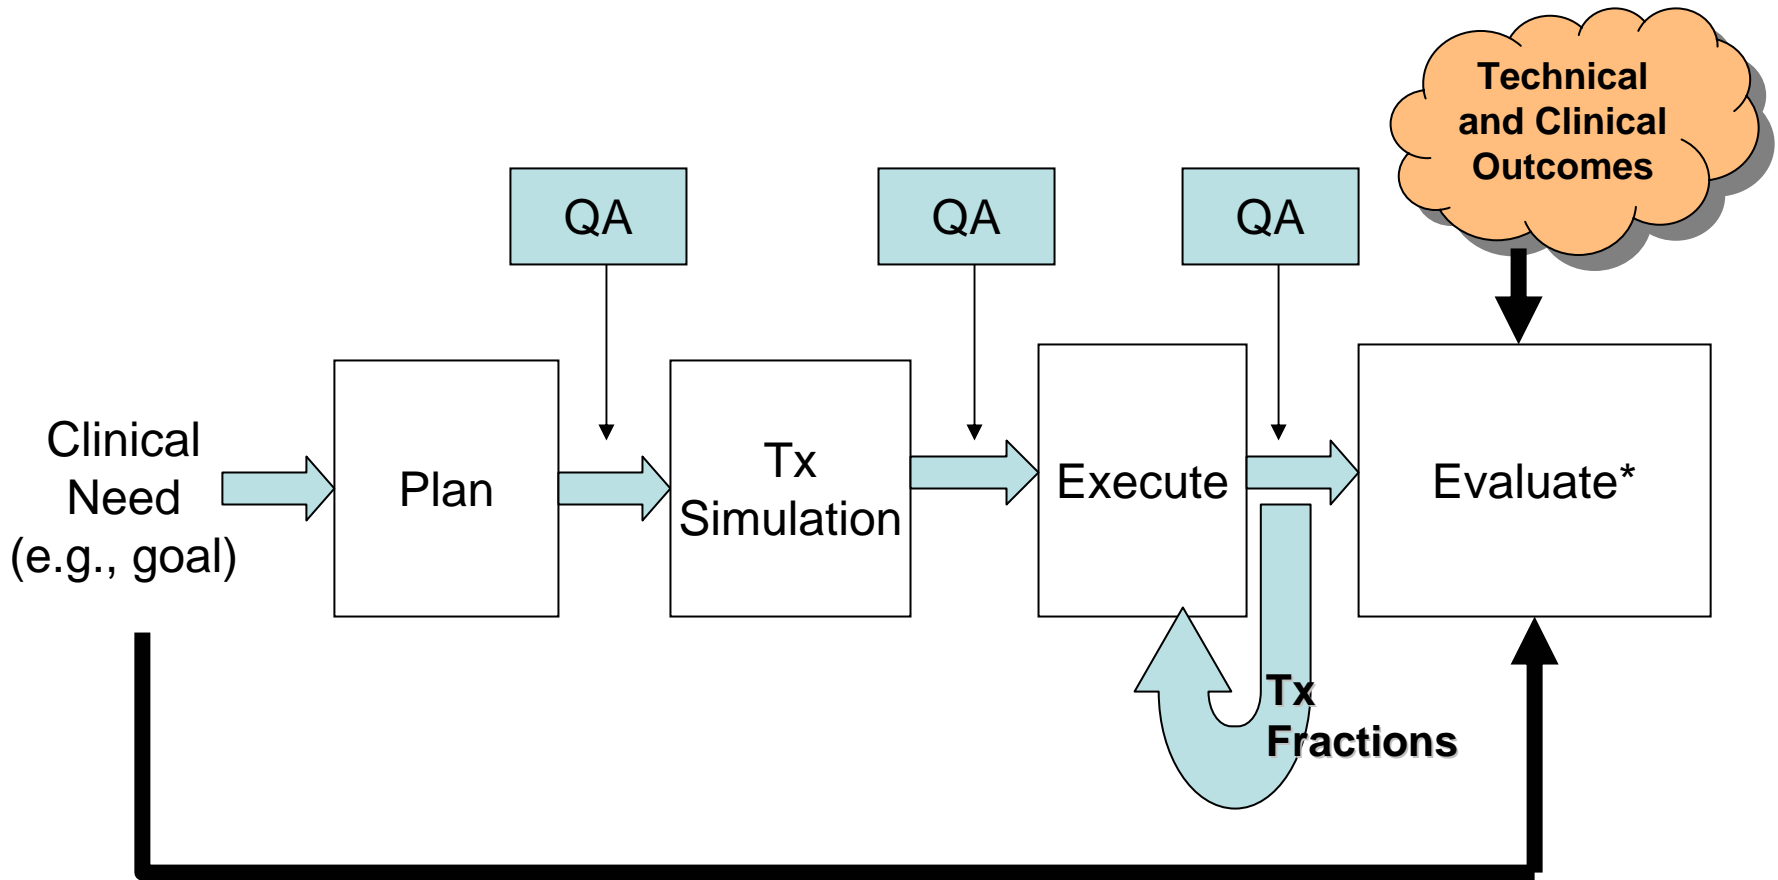 Technical
and Clinical
Outcomes
QA
QA
QA
Clinical
Need
(e.g., goal)
Plan
Tx
Simulation
Execute
Evaluate*
Tx
Fractions